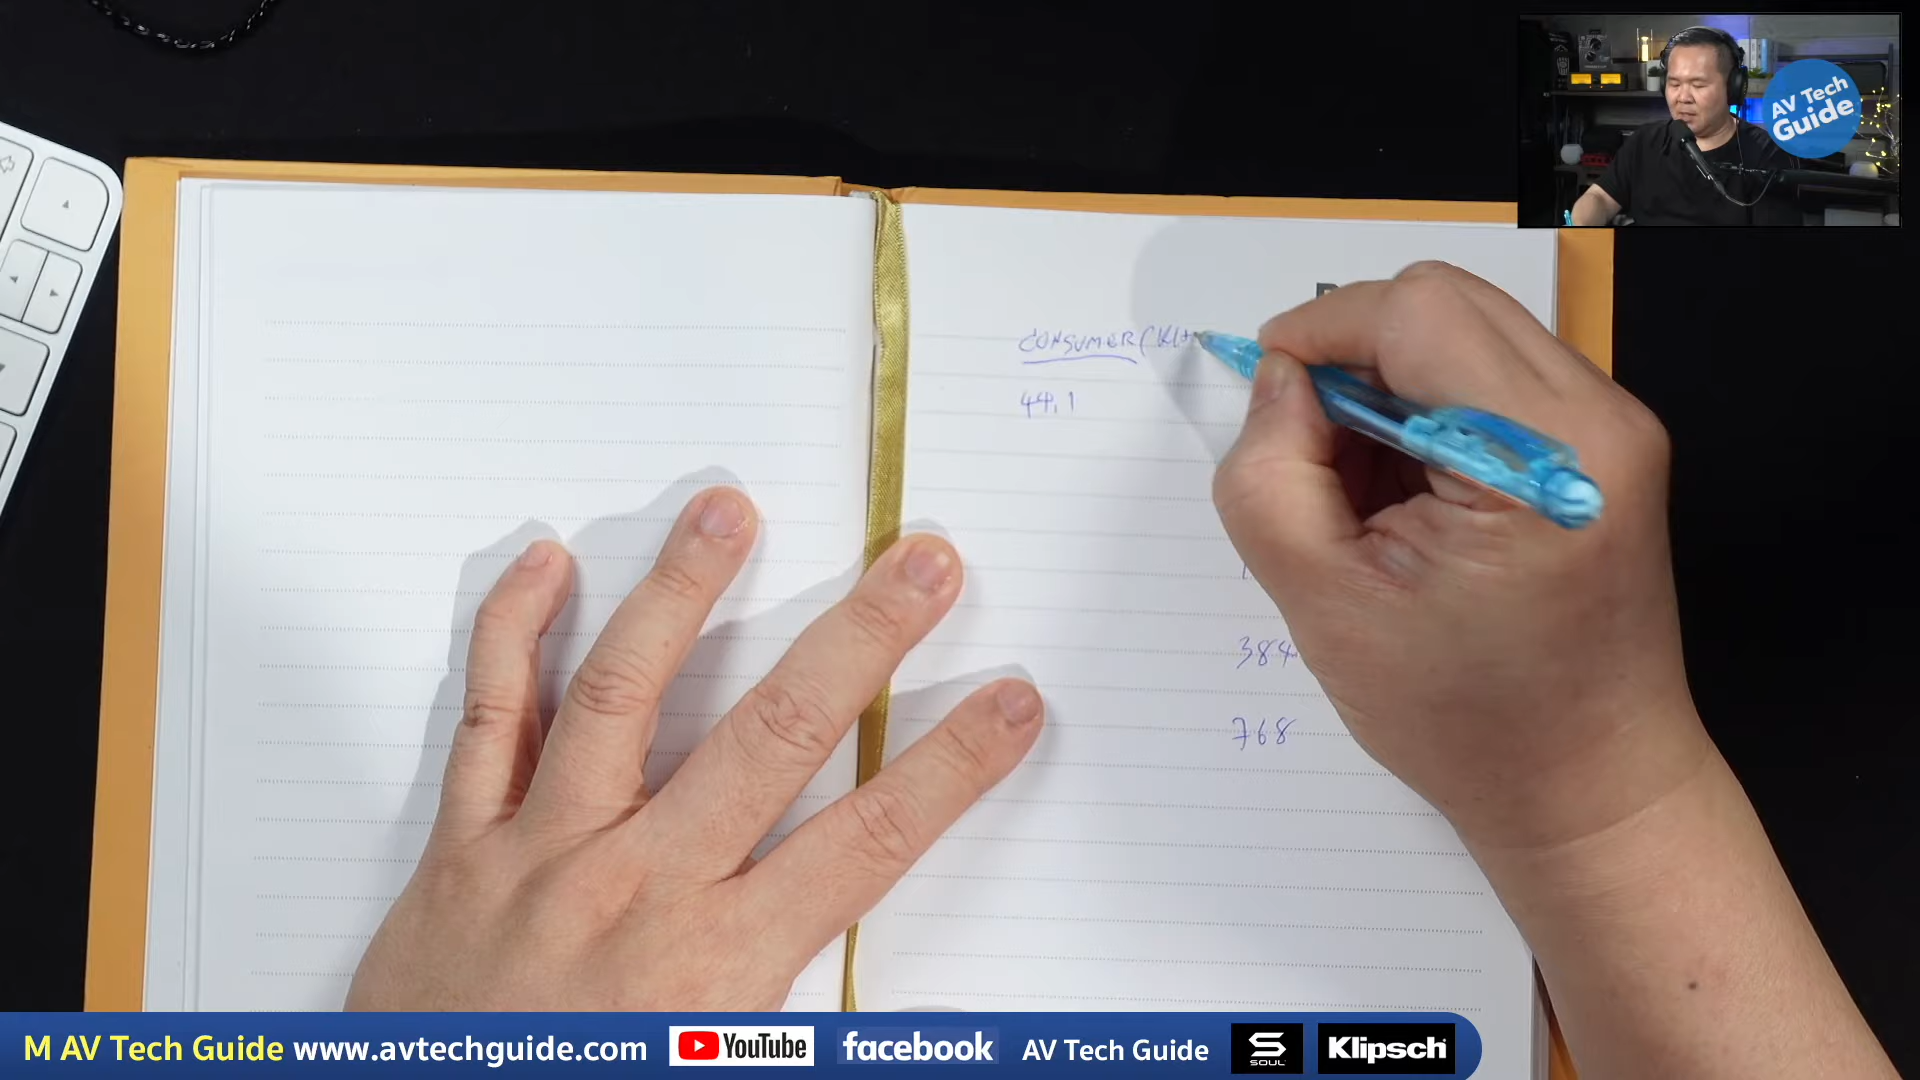 AV Tech
Guide
CONSUMER (KH
44.1
384
768
M AV Tech Guide www.avtechguide.com YouTube facebook AV Tech Guide S SOUL Klipsch